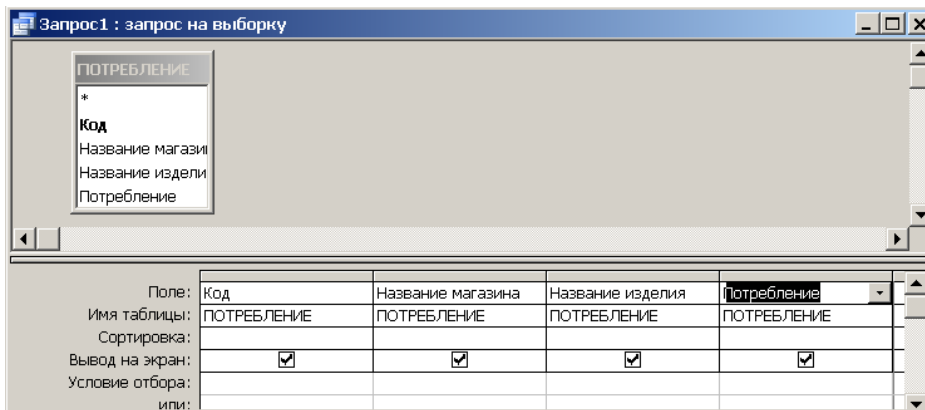 Запрос1 : запрос на выборку
ПОТРЕБЛЕНИЕ
*
Код
Название магази
Название издели
Потребление
Поле: Код Название магазина Название изделия Потребление
Имя таблицы: ПОТРЕБЛЕНИЕ ПОТРЕБЛЕНИЕ ПОТРЕБЛЕНИЕ ПОТРЕБЛЕНИЕ
Сортировка:
Вывод на экран:
Условие отбора:
или: